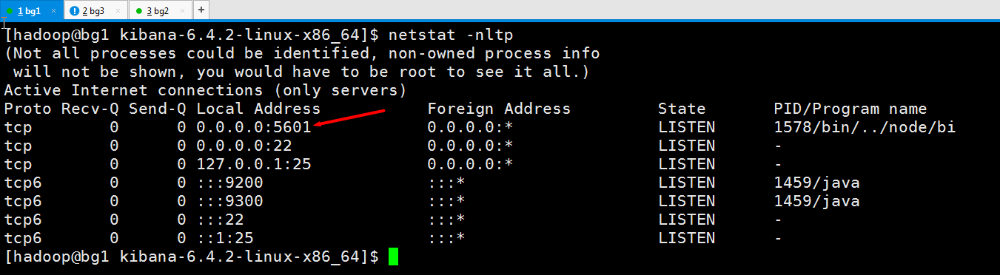 1 bg1 × 2 bg3 × 3 bg2 × +
[hadoop@bg1 kibana-6.4.2-linux-x86_64]$ netstat -nltp
(Not all processes could be identified, non-owned process info
 will not be shown, you would have to be root to see it all.)
Active Internet connections (only servers)
Proto Recv-Q Send-Q Local Address           Foreign Address         State       PID/Program name
tcp        0      0 0.0.0.0:5601            0.0.0.0:*               LISTEN      1578/bin/../node/bi
tcp        0      0 0.0.0.0:22              0.0.0.0:*               LISTEN      -
tcp        0      0 127.0.0.1:25            0.0.0.0:*               LISTEN      -
tcp6       0      0 :::9200                 :::*                    LISTEN      1459/java
tcp6       0      0 :::9300                 :::*                    LISTEN      1459/java
tcp6       0      0 :::22                   :::*                    LISTEN      -
tcp6       0      0 ::1:25                  :::*                    LISTEN      -
[hadoop@bg1 kibana-6.4.2-linux-x86_64]$